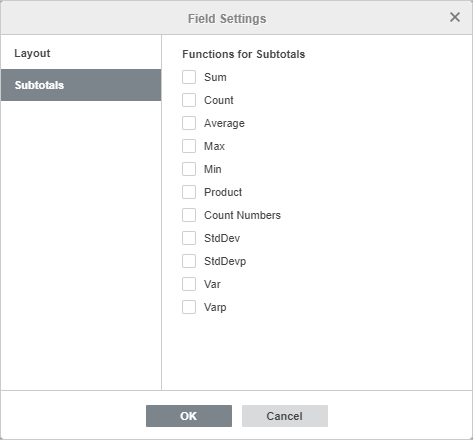 Field Settings
Layout
Subtotals
Functions for Subtotals
Sum
Count
Average
Max
Min
Product
Count Numbers
StdDev
StdDevp
Var
Varp
OK
Cancel